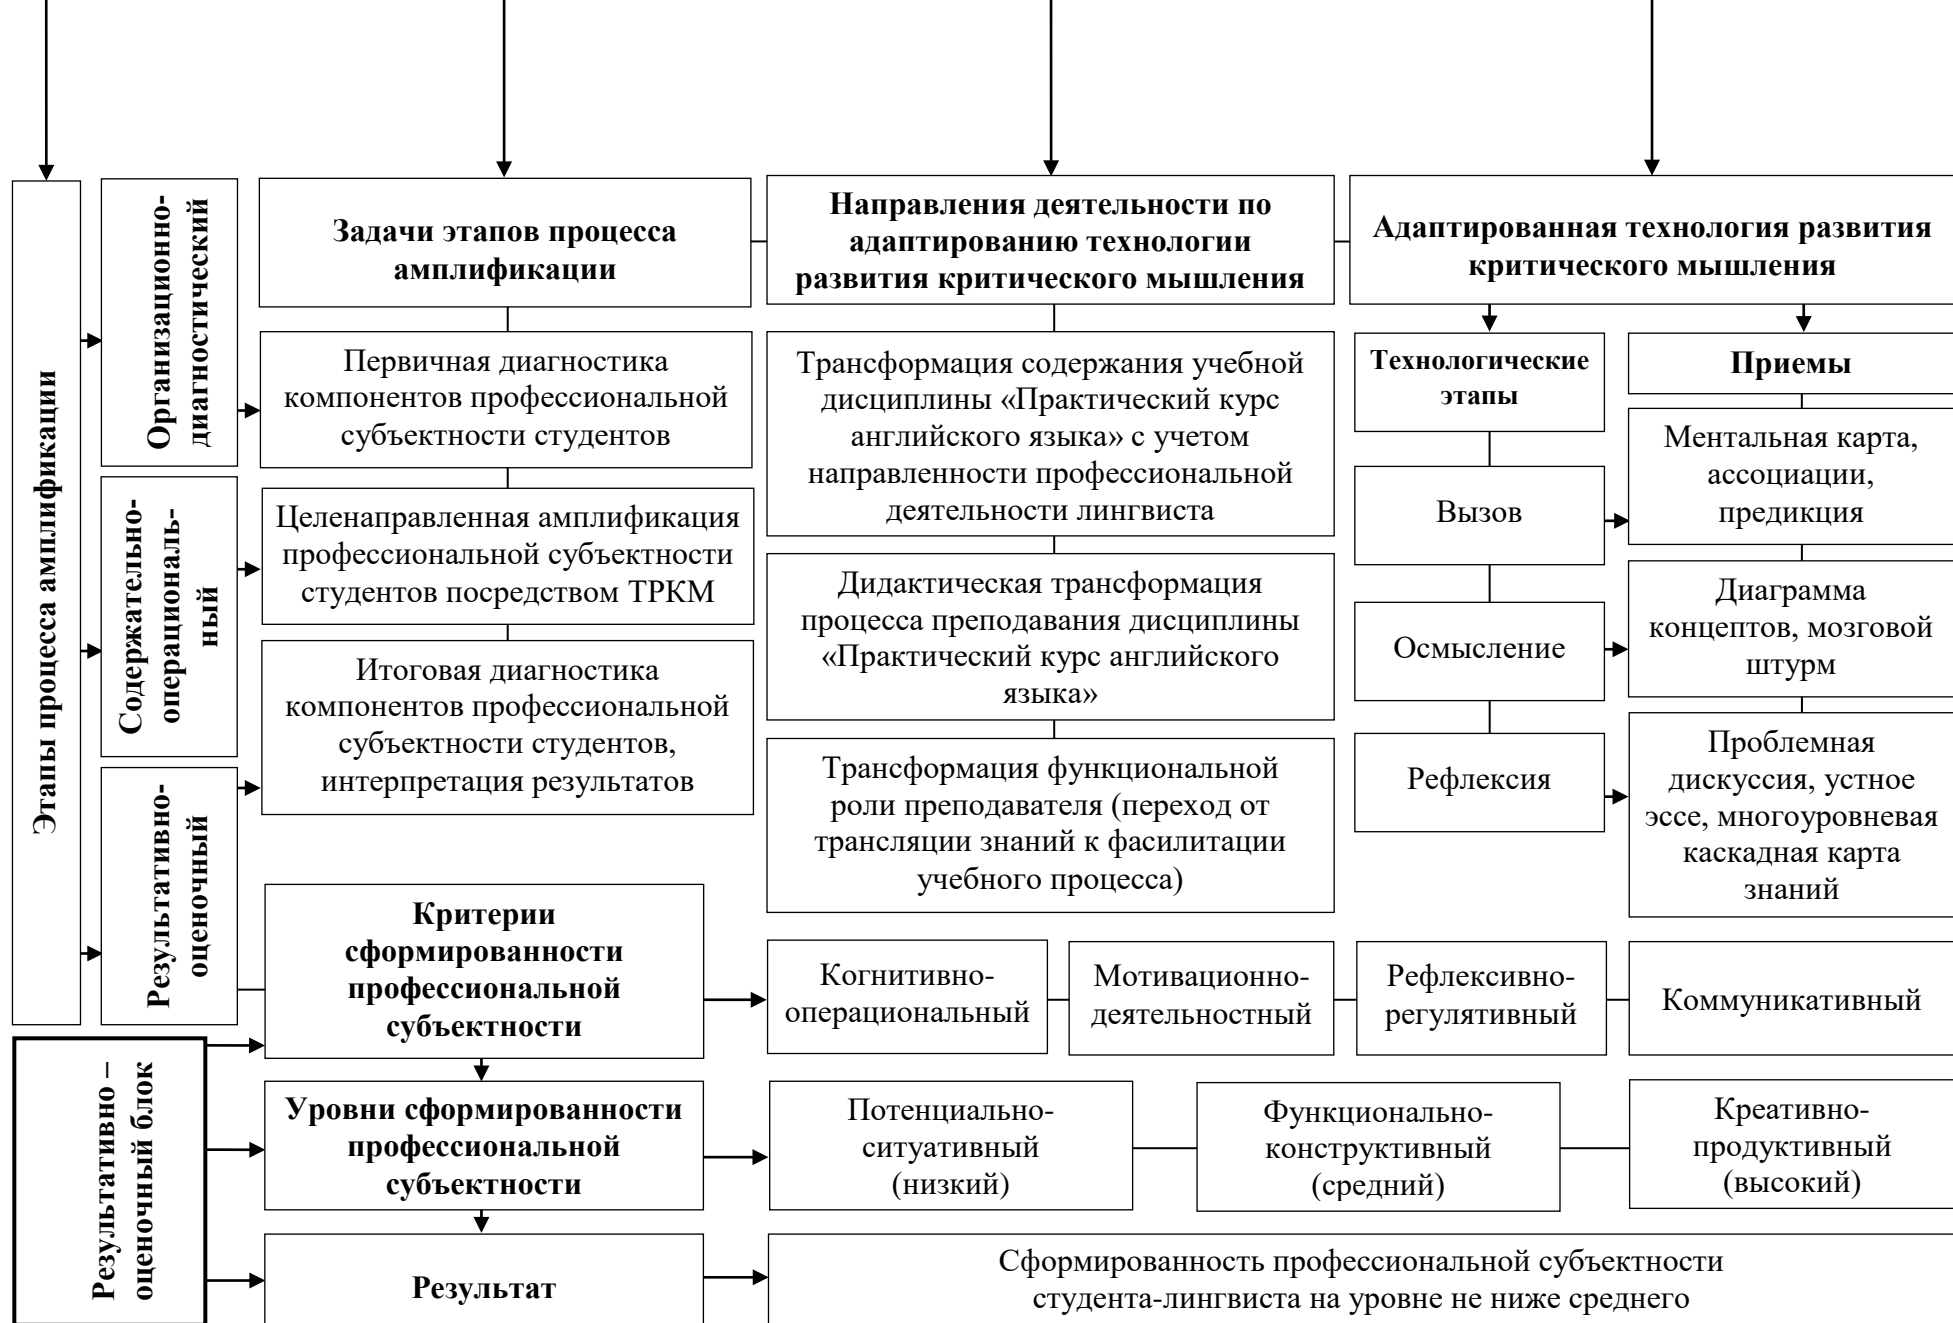 Этапы процесса амплификации
Организационно-
диагностический
Содержательно-
операциональ-
ный
Результативно-
оценочный
Задачи этапов процесса
амплификации
Первичная диагностика
компонентов профессиональной
субъектности студентов
Целенаправленная амплификация
профессиональной субъектности
студентов посредством ТРКМ
Итоговая диагностика
компонентов профессиональной
субъектности студентов,
интерпретация результатов
Направления деятельности по
адаптированию технологии
развития критического мышления
Трансформация содержания учебной
дисциплины «Практический курс
английского языка» с учетом
направленности профессиональной
деятельности лингвиста
Дидактическая трансформация
процесса преподавания дисциплины
«Практический курс английского
языка»
Трансформация функциональной
роли преподавателя (переход от
трансляции знаний к фасилитации
учебного процесса)
Адаптированная технология развития
критического мышления
Технологические
этапы
Вызов
Осмысление
Рефлексия
Приемы
Ментальная карта,
ассоциации,
предикция
Диаграмма
концептов, мозговой
штурм
Проблемная
дискуссия, устное
эссе, многоуровневая
каскадная карта
знаний
Результативно –
оценочный блок
Критерии
сформированности
профессиональной
субъектности
Когнитивно-
операциональный
Мотивационно-
деятельностный
Рефлексивно-
регулятивный
Коммуникативный
Уровни сформированности
профессиональной
субъектности
Потенциально-
ситуативный
(низкий)
Функционально-
конструктивный
(средний)
Креативно-
продуктивный
(высокий)
Результат
Сформированность профессиональной субъектности
студента-лингвиста на уровне не ниже среднего